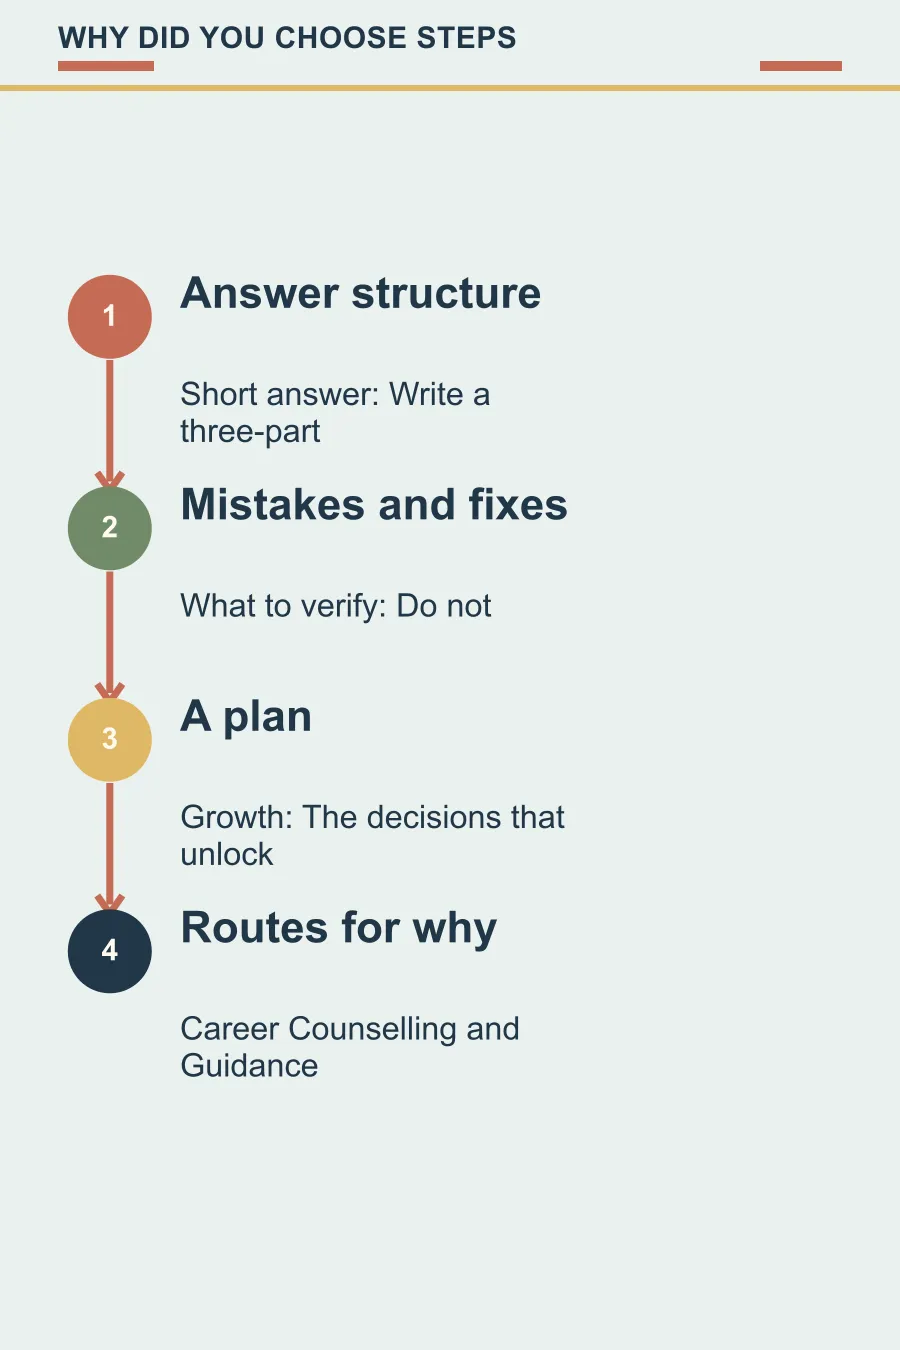 WHY DID YOU CHOOSE STEPS
1
Answer structure
Short answer: Write a
three-part
2
Mistakes and fixes
What to verify: Do not
3
A plan
Growth: The decisions that
unlock
4
Routes for why
Career Counselling and
Guidance